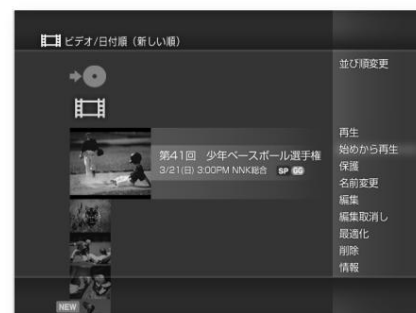 ビデオ/日付順（新しい順）
第41回　少年ベースボール選手権
3/21(日) 3:00PM NNK総合 SP GG
NEW
並び順変更
再生
始めから再生
保護
名前変更
編集
編集取消し
最適化
削除
情報